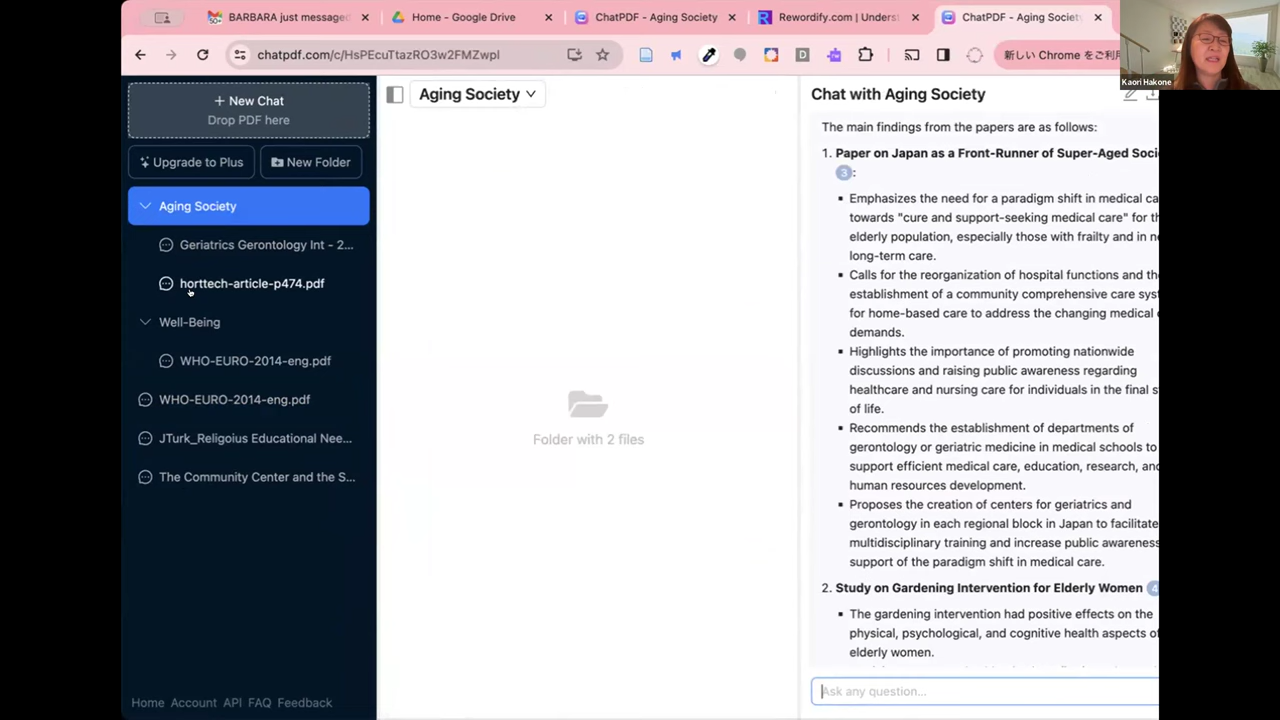 BARBARA just messaged
Home - Google Drive
ChatPDF - Aging Society
Rewordify.com | Underst
ChatPDF - Aging Society
chatpdf.com/c/HsPEcuTtazRO3w2FMZwpI
新しい Chrome をご利用
Kaori Hakone
+ New Chat
Drop PDF here
Upgrade to Plus
New Folder
Aging Society
Geriatrics Gerontology Int - 2...
horttech-article-p474.pdf
Well-Being
WHO-EURO-2014-eng.pdf
WHO-EURO-2014-eng.pdf
JTurk_Religoius Educational Nee...
The Community Center and the S...
Home Account API FAQ Feedback
Aging Society
Folder with 2 files
Chat with Aging Society
The main findings from the papers are as follows:
1. Paper on Japan as a Front-Runner of Super-Aged Soci
3 :
Emphasizes the need for a paradigm shift in medical ca
towards "cure and support-seeking medical care" for th
elderly population, especially those with frailty and in ne
long-term care.
Calls for the reorganization of hospital functions and the
establishment of a community comprehensive care syst
for home-based care to address the changing medical
demands.
Highlights the importance of promoting nationwide
discussions and raising public awareness regarding
healthcare and nursing care for individuals in the final st
of life.
Recommends the establishment of departments of
gerontology or geriatric medicine in medical schools to
support efficient medical care, education, research, and
human resources development.
Proposes the creation of centers for geriatrics and
gerontology in each regional block in Japan to facilitate
multidisciplinary training and increase public awareness
support of the paradigm shift in medical care.
2. Study on Gardening Intervention for Elderly Women 4
The gardening intervention had positive effects on the
physical, psychological, and cognitive health aspects of
elderly women.
Ask any question...